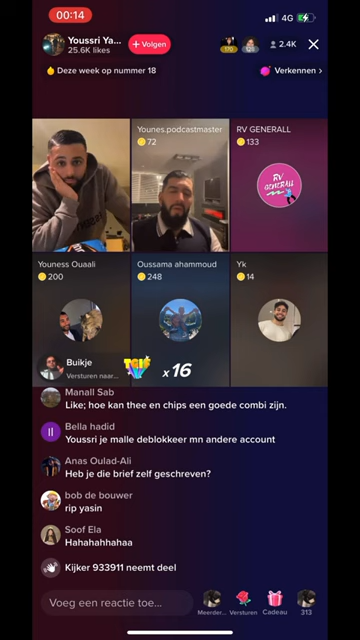 00:14
4G
Youssri Ya...
25.6K likes
+ Volgen
170
120
2.4K
Deze week op nummer 18
Verkennen >
Younes.podcastmaster
72
RV GENERALL
133
RV
GENERALL
Youness Ouaali
200
Oussama ahammoud
248
Yk
14
Buikje
Versturen naar...
x 16
Manall Sab
Like; hoe kan thee en chips een goede combi zijn.
Bella hadid
Youssri je malle deblokkeer mn andere account
Anas Oulad-Ali
Heb je die brief zelf geschreven?
bob de bouwer
rip yasin
Soof Ela
Hahahahhahaa
Kijker 933911 neemt deel
Voeg een reactie toe...
Meerder...
Versturen
Cadeau
313